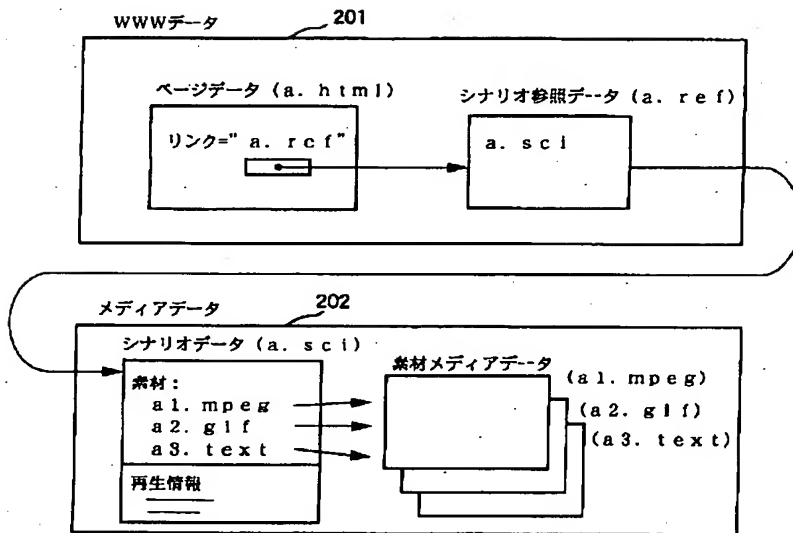 WWWデータ
201
ページデータ (a. html)
シナリオ参照データ (a. ref)
リンク="a. rcf"
a. sci
メディアデータ
202
シナリオデータ (a. sci)
素材メディアデータ
素材:
a1. mpeg
a2. gif
a3. text
再生情報
(a1. mpeg)
(a2. gif)
(a3. text)